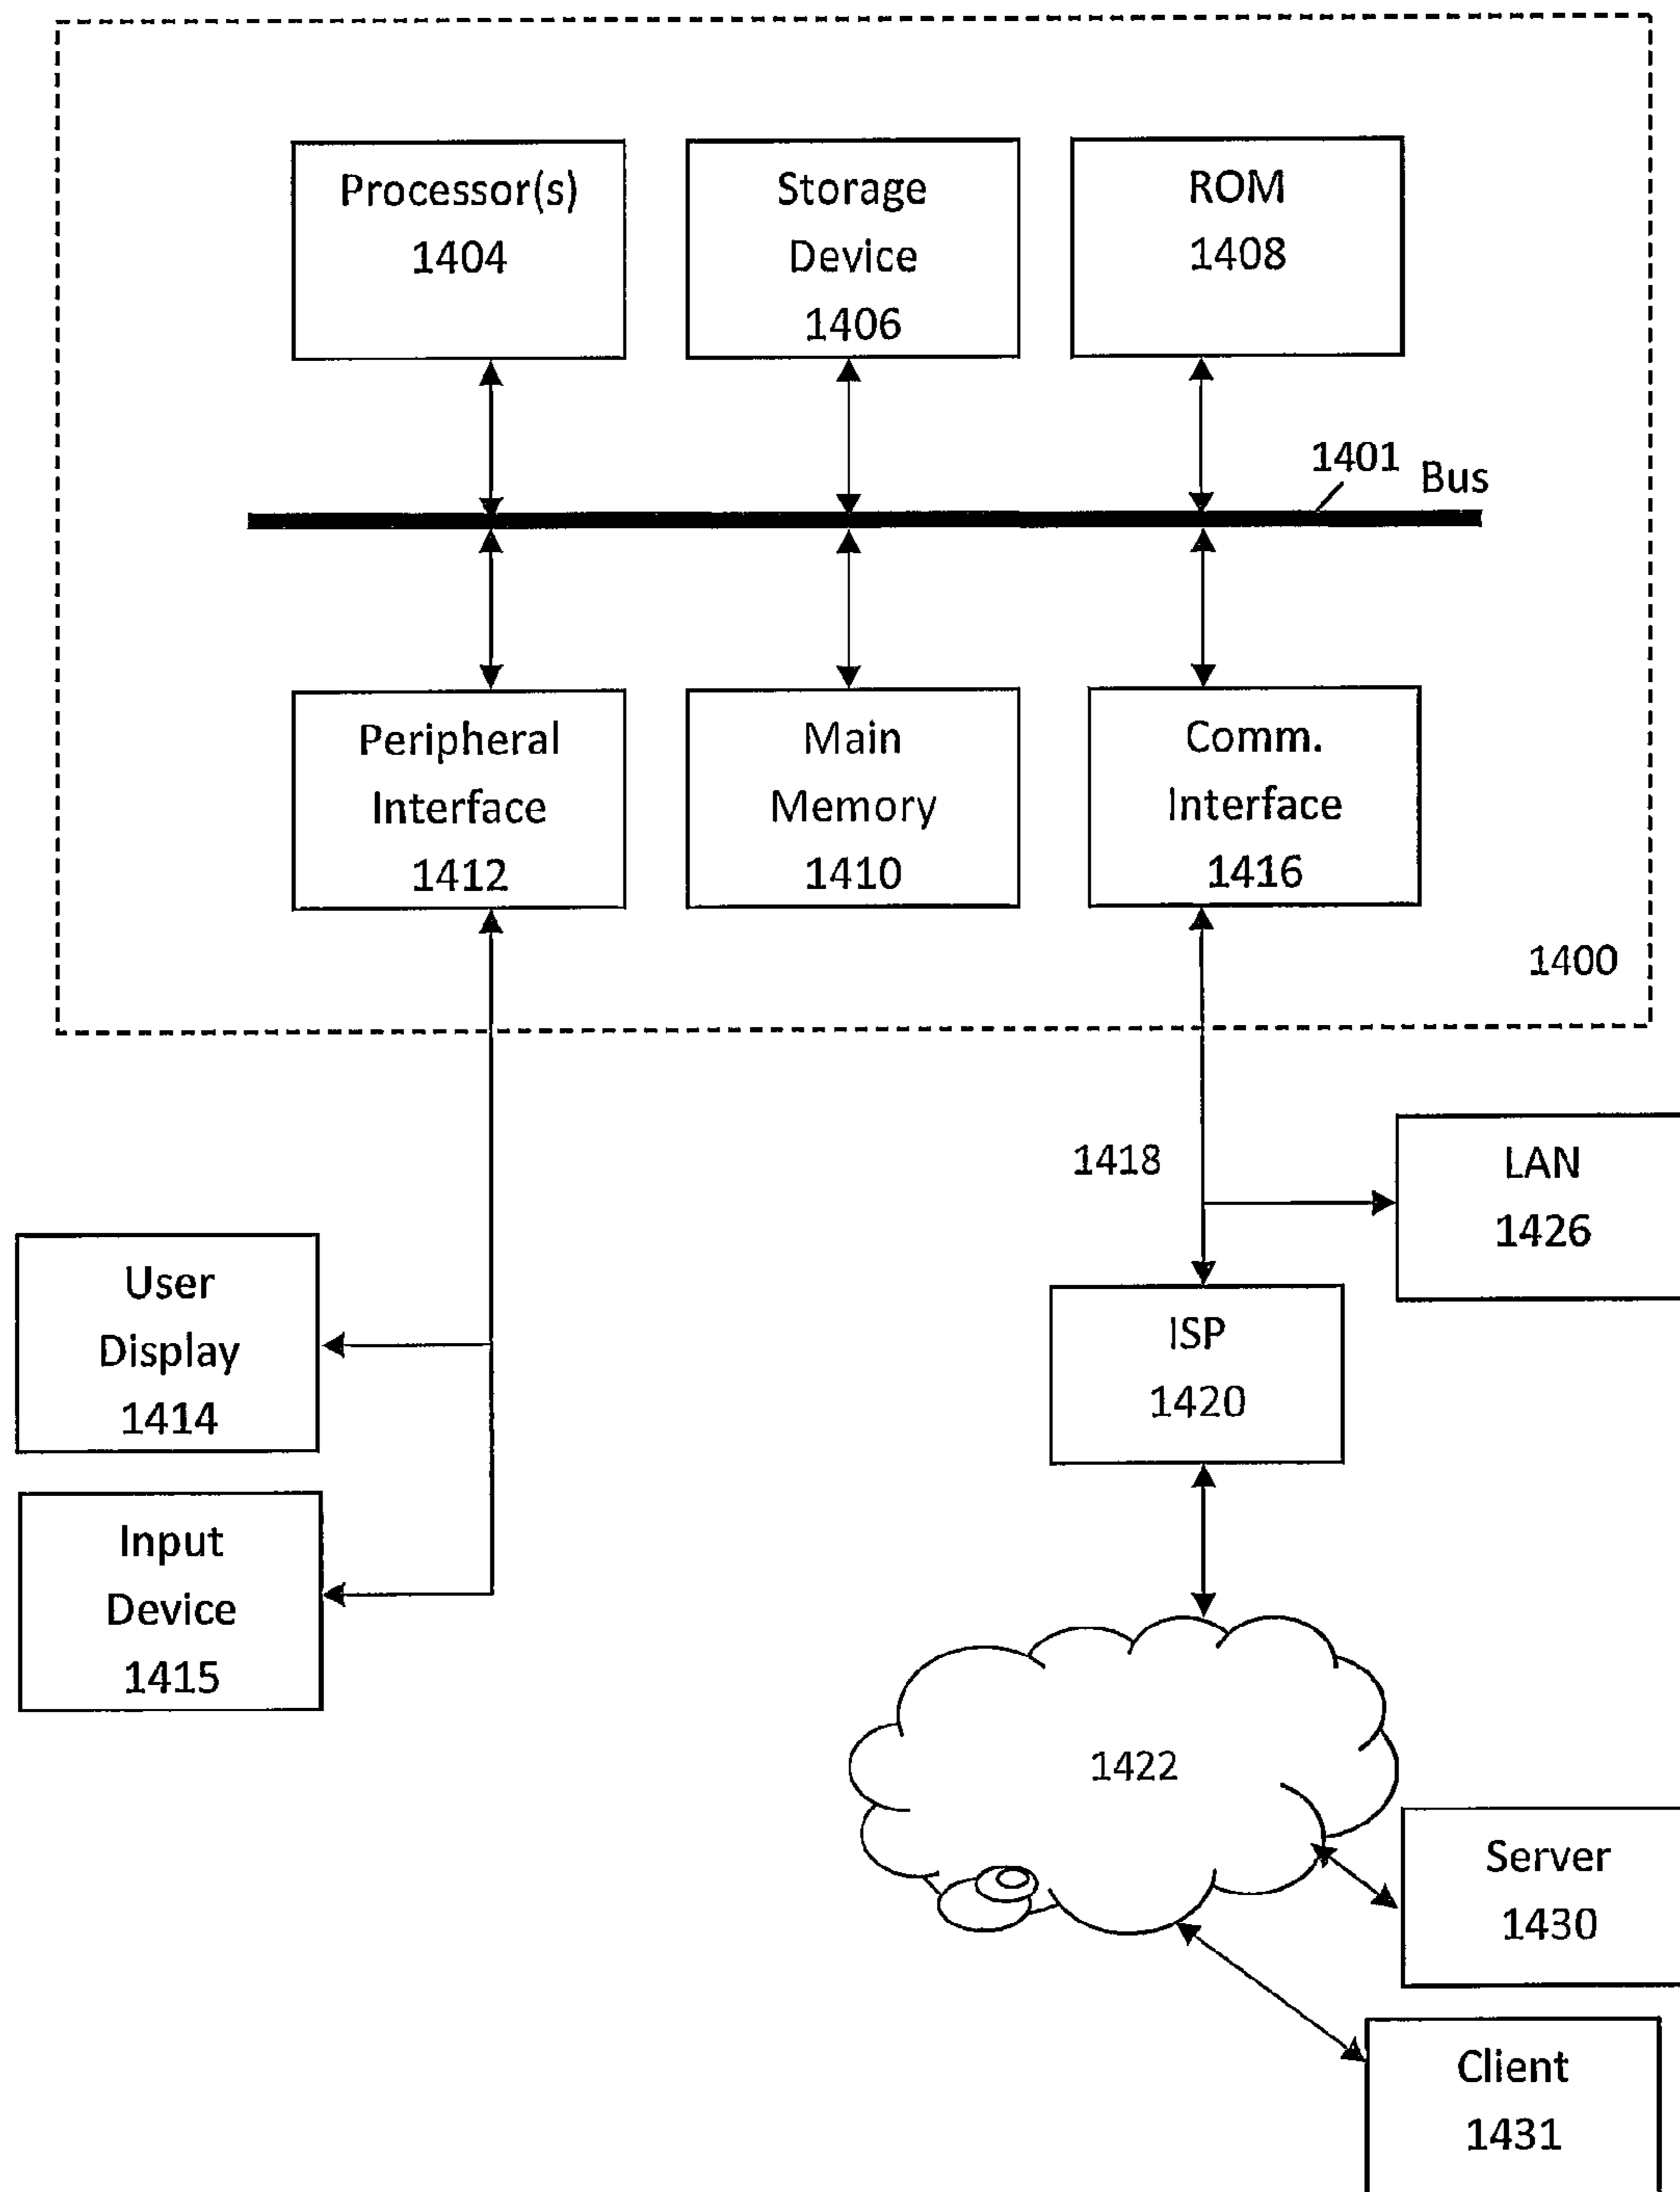 Processor(s)
1404
Storage
Device
1406
ROM
1408
1401
Bus
Peripheral
Interface
1412
Main
Memory
1410
Comm.
Interface
1416
1400
1418
LAN
1426
User
Display
1414
ISP
1420
Input
Device
1415
1422
Server
1430
Client
1431